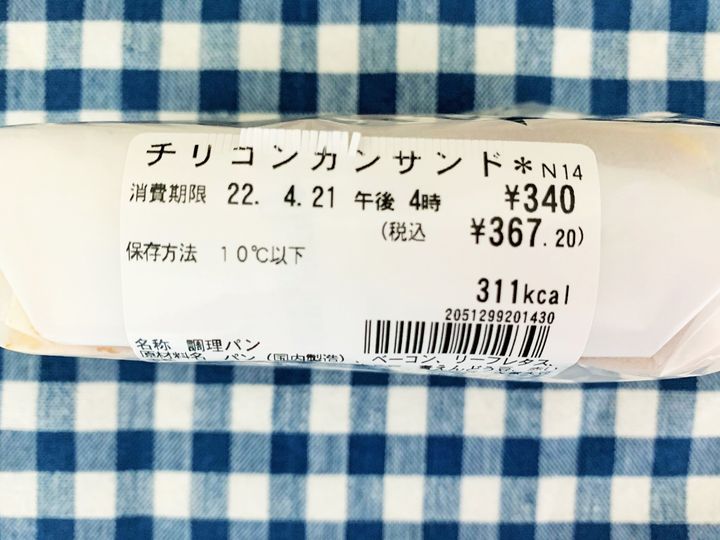 チリコンカンサンド＊ N14
消費期限 22. 4.21 午後 4時 ¥340
(税込 ¥367.20)
保存方法 10℃以下
311kcal
2051299201430
名称 調理パン
原材料名 パン（国内製造）、ベーコン、リーフレタス、